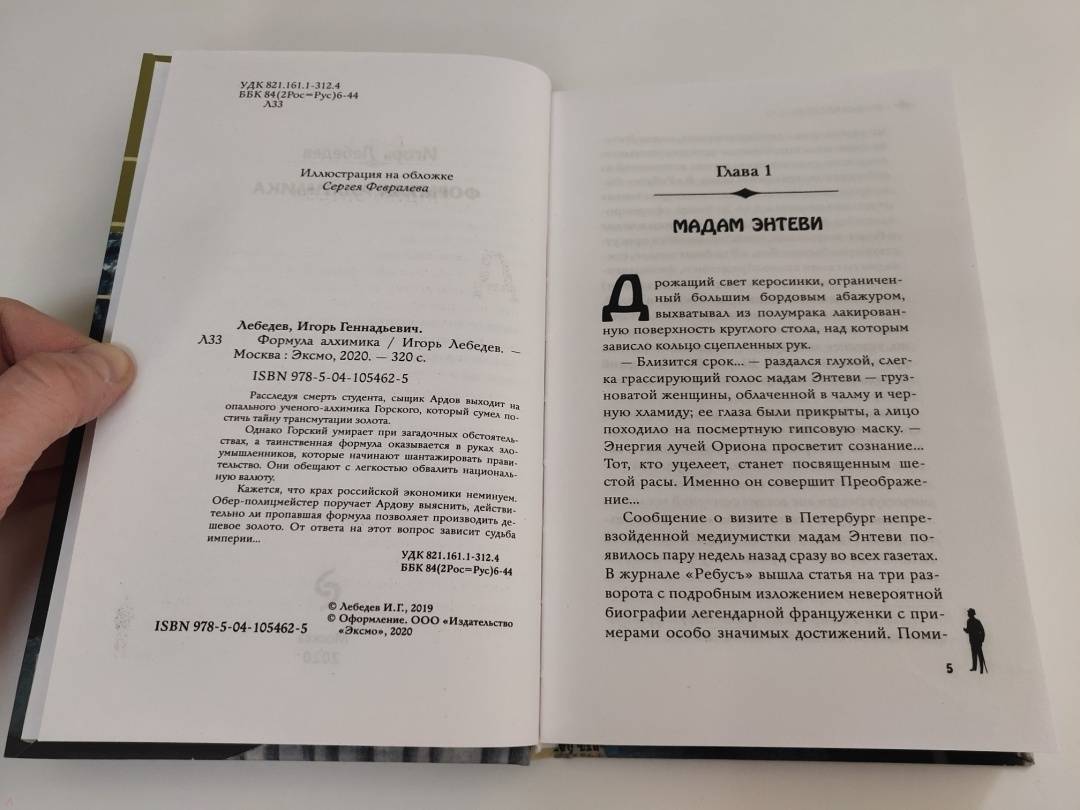 УДК 821.161.1-312.4
ББК 84(2Рос=Рус)6-44
Л33
Иллюстрация на обложке
Сергея Февралева
Лебедев, Игорь Геннадьевич.
Л33 Формула алхимика / Игорь Лебедев. —
Москва : Эксмо, 2020. — 320 с.
ISBN 978-5-04-105462-5
Расследуя смерть студента, сыщик Ардов выходит на
опального ученого-алхимика Горского, который сумел по-
стичь тайну трансмутации золота.
Однако Горский умирает при загадочных обстоятель-
ствах, а таинственная формула оказывается в руках зло-
умышленников, которые начинают шантажировать прави-
тельство. Они обещают с легкостью обвалить националь-
ную валюту.
Кажется, что крах российской экономики неминуем.
Обер-полицмейстер поручает Ардову выяснить, действи-
тельно ли пропавшая формула позволяет производить де-
шевое золото. От ответа на этот вопрос зависит судьба
империи...
УДК 821.161.1-312.4
ББК 84(2Рос=Рус)6-44
© Лебедев И.Г., 2019
© Оформление. ООО «Издательство
«Эксмо», 2020
ISBN 978-5-04-105462-5
Глава 1
МАДАМ ЭНТЕВИ
Дрожащий свет керосинки, ограничен-
ный большим бордовым абажуром,
выхватывал из полумрака лакирован-
ную поверхность круглого стола, над которым
зависло кольцо сцепленных рук.
— Близится срок... — раздался глухой, слег-
ка грассирующий голос мадам Энтеви — груз-
новатой женщины, облаченной в чалму и чер-
ную хламиду; ее глаза были прикрыты, а лицо
походило на посмертную гипсовую маску. —
Энергия лучей Ориона просветит сознание...
Тот, кто уцелеет, станет посвященным ше-
стой расы. Именно он совершит Преображе-
ние...
Сообщение о визите в Петербург непре-
взойденной медиумистки мадам Энтеви по-
явилось пару недель назад сразу во всех газетах.
В журнале «Ребусъ» вышла статья на три раз-
ворота с подробным изложением невероятной
биографии легендарной француженки с при-
мерами особо значимых достижений. Поми-
5